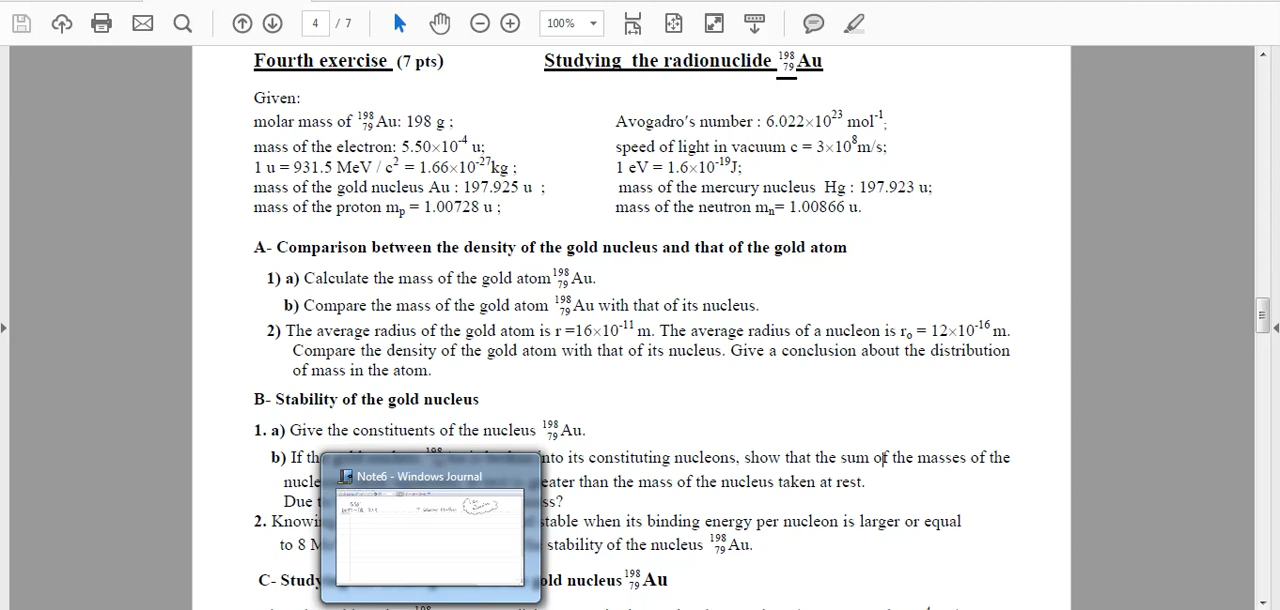 4 / 7
100%
Fourth exercise (7 pts) Studying the radionuclide ¹⁹⁸₇₉Au
Given:
molar mass of ¹⁹⁸₇₉Au: 198 g ; Avogadro's number : 6.022×10²³ mol⁻¹;
mass of the electron: 5.50×10⁻⁴ u; speed of light in vacuum c = 3×10⁸m/s;
1 u = 931.5 MeV / c² = 1.66×10⁻²⁷kg ; 1 eV = 1.6×10⁻¹⁹J;
mass of the gold nucleus Au : 197.925 u ; mass of the mercury nucleus Hg : 197.923 u;
mass of the proton mₚ = 1.00728 u ; mass of the neutron mₙ= 1.00866 u.
A- Comparison between the density of the gold nucleus and that of the gold atom
1) a) Calculate the mass of the gold atom ¹⁹⁸₇₉Au.
b) Compare the mass of the gold atom ¹⁹⁸₇₉Au with that of its nucleus.
2) The average radius of the gold atom is r =16×10⁻¹¹ m. The average radius of a nucleon is rₒ = 12×10⁻¹⁶ m.
Compare the density of the gold atom with that of its nucleus. Give a conclusion about the distribution
of mass in the atom.
B- Stability of the gold nucleus
1. a) Give the constituents of the nucleus ¹⁹⁸₇₉Au.
b) If the into its constituting nucleons, show that the sum of the masses of the
greater than the mass of the nucleus taken at rest.
Due
2. Knowing stable when its binding energy per nucleon is larger or equal
to 8 the stability of the nucleus ¹⁹⁸₇₉Au.
Note6 - Windows Journal
C- gold nucleus ¹⁹⁸₇₉Au